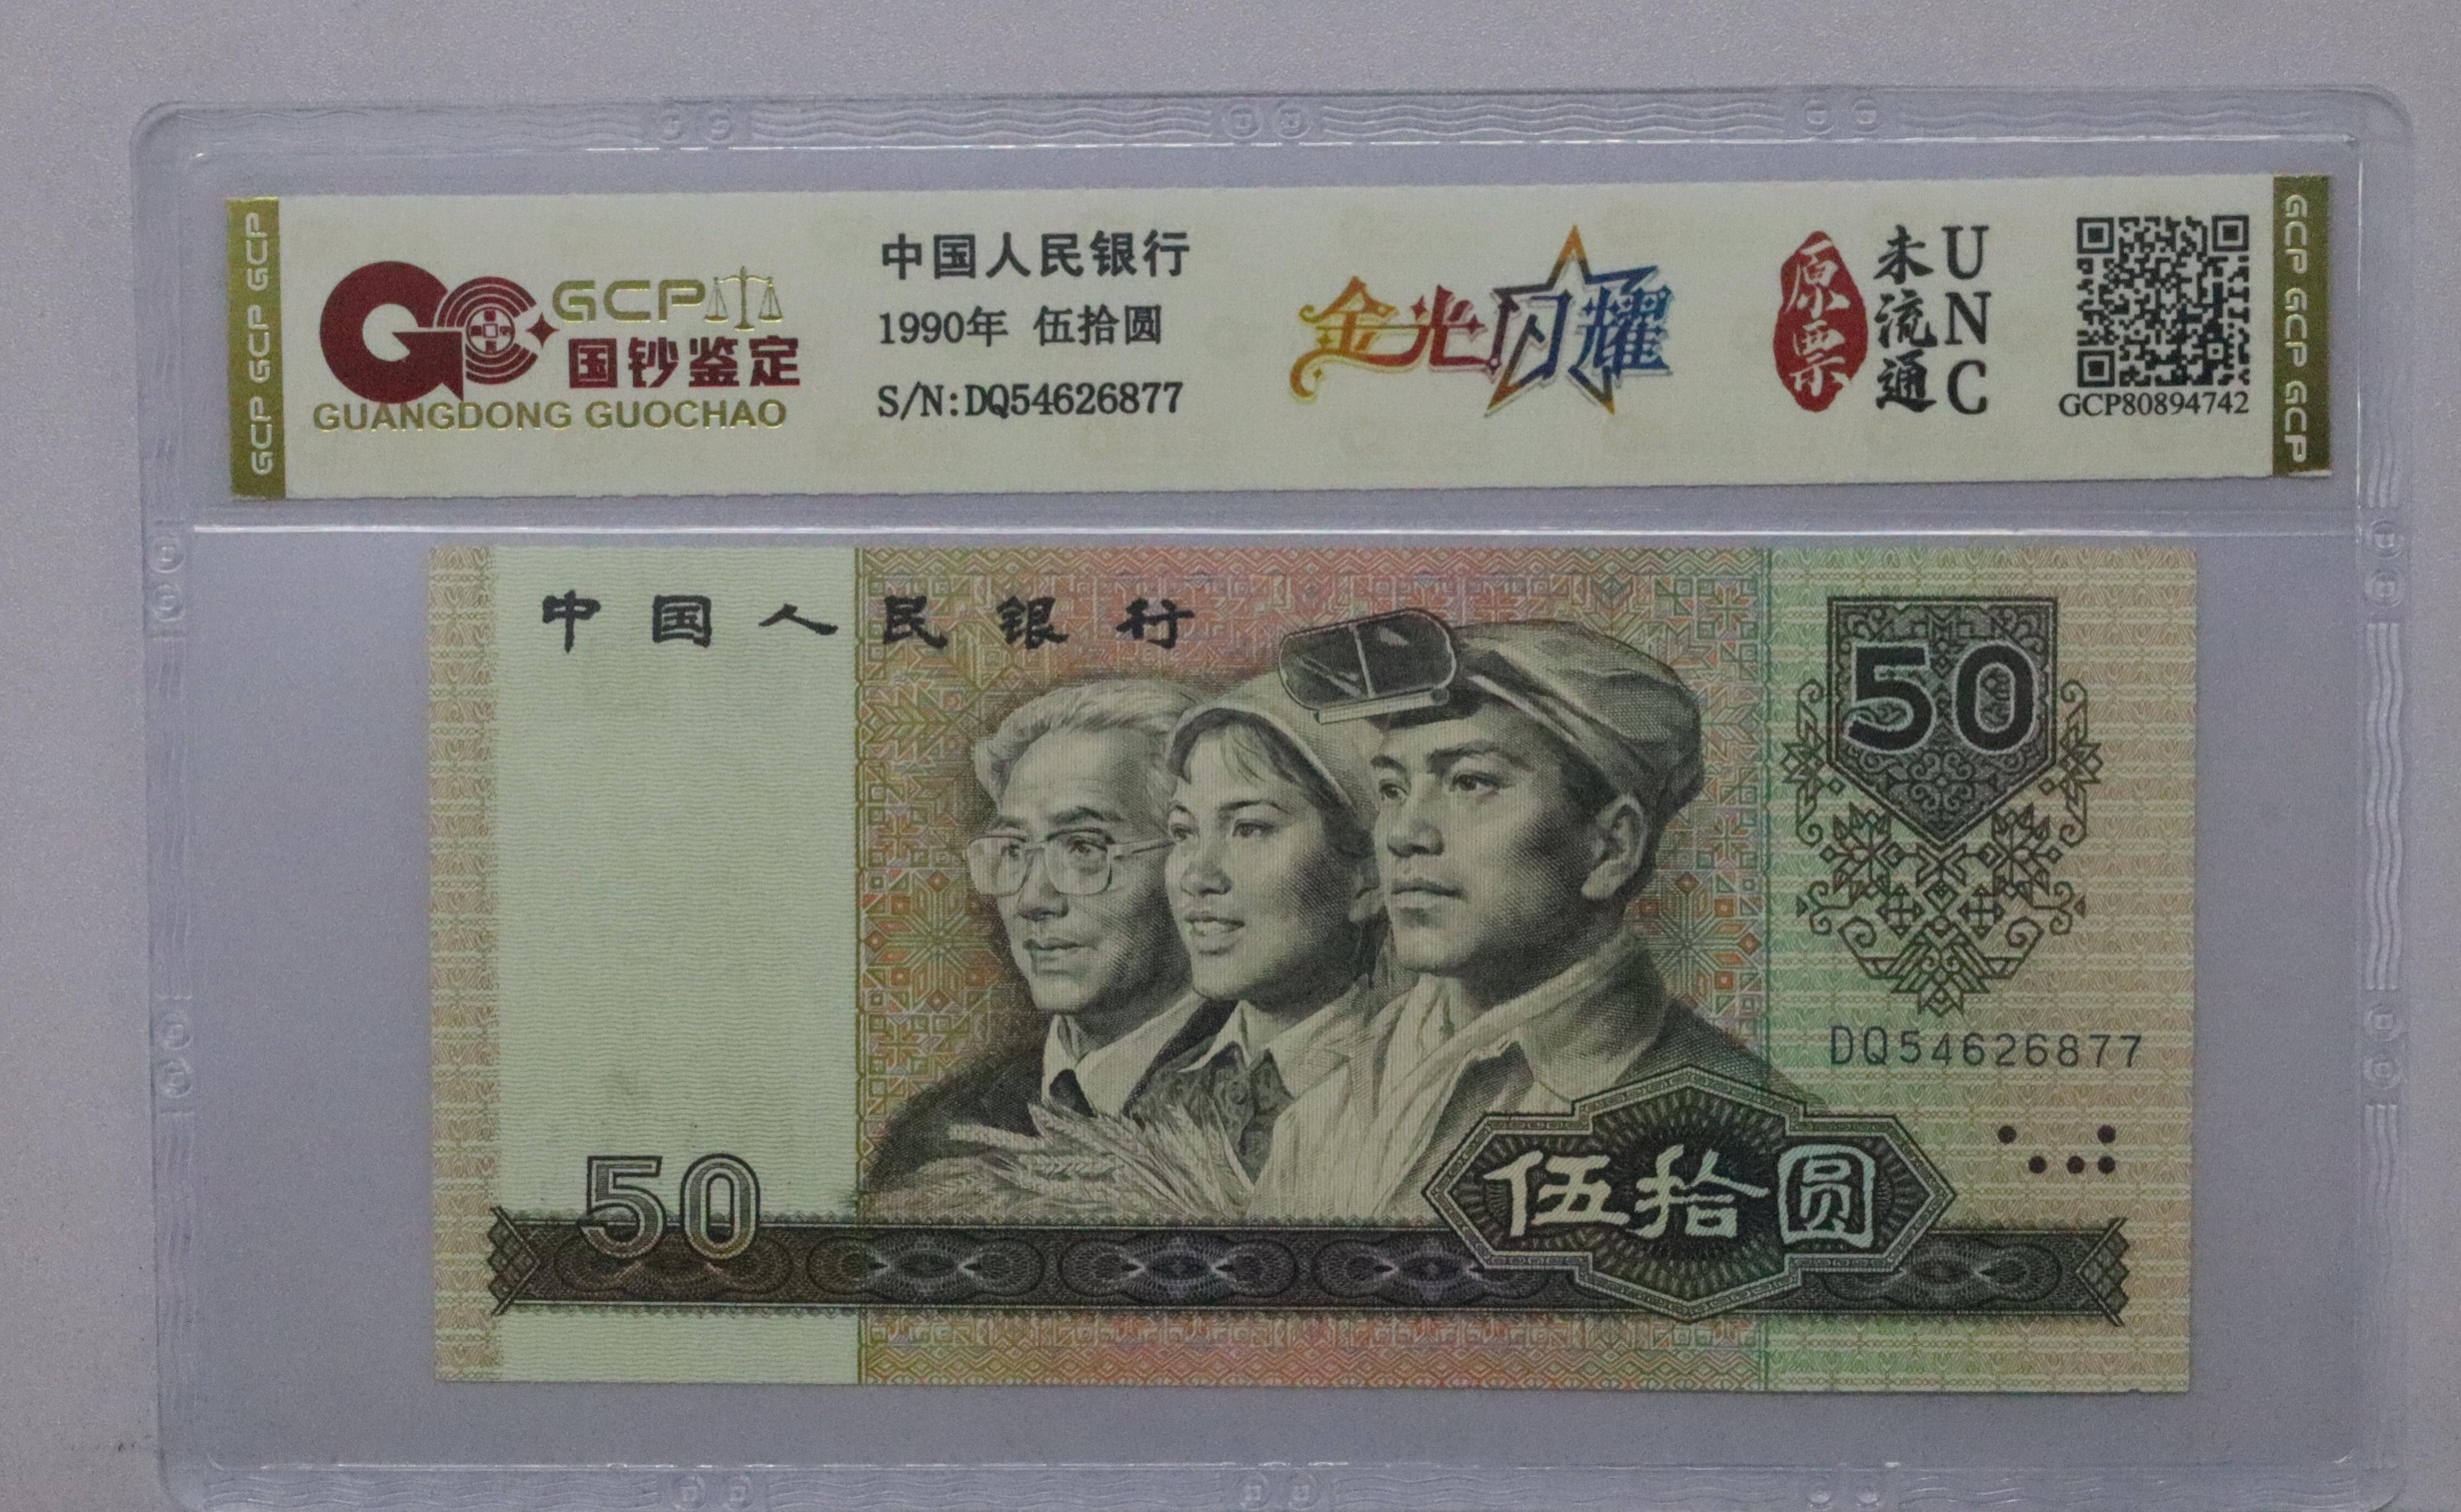 GCP GCP GCP
GCP
国钞鉴定
GUANGDONG GUOCHAO
中国人民银行
1990年 伍拾圆
S/N:DQ54626877
金光闪耀
原票
未流通
UNC
GCP80894742
GCP GCP GCP
中国人民银行
50
DQ54626877
50
伍拾圆